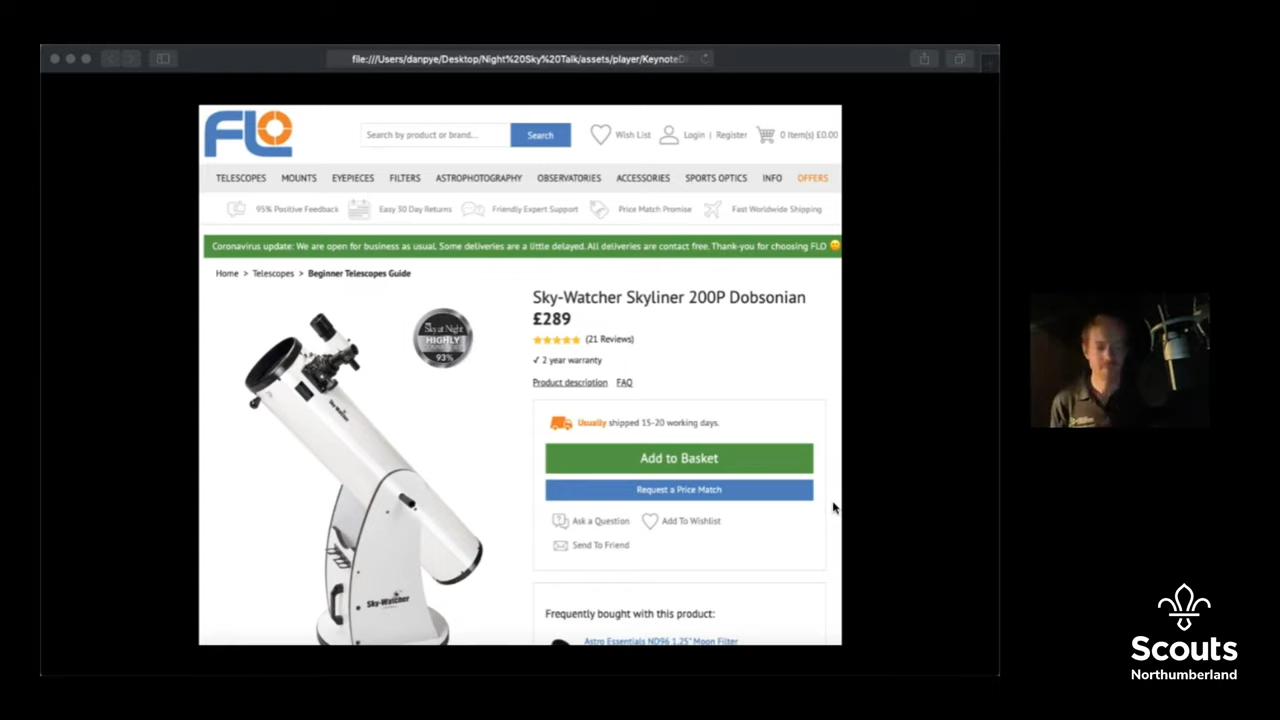 file:///Users/danpye/Desktop/Night%20Sky%20Talk/assets/player/KeynoteD
FLO
Search by product or brand...
Search
Wish List
Login | Register
0 Item(s) £0.00
TELESCOPES MOUNTS EYEPIECES FILTERS ASTROPHOTOGRAPHY OBSERVATORIES ACCESSORIES SPORTS OPTICS INFO OFFERS
95% Positive Feedback
Easy 30 Day Returns
Friendly Expert Support
Price Match Promise
Fast Worldwide Shipping
Coronavirus update: We are open for business as usual. Some deliveries are a little delayed. All deliveries are contact free. Thank-you for choosing FLO
Home > Telescopes > Beginner Telescopes Guide
Sky at Night
HIGHLY
93%
Sky-Watcher
Sky-Watcher
Sky-Watcher Skyliner 200P Dobsonian
£289
(21 Reviews)
✓ 2 year warranty
Product description FAQ
Usually shipped 15-20 working days.
Add to Basket
Request a Price Match
Ask a Question
Add To Wishlist
Send To Friend
Frequently bought with this product:
Astro Essentials ND96 1.25" Moon Filter
Scouts
Northumberland